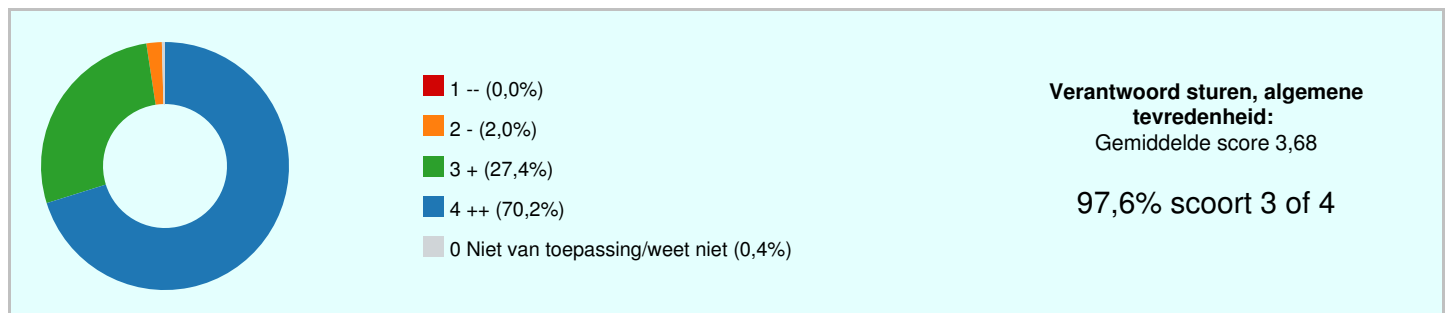 1 -- (0,0%)
2 - (2,0%)
3 + (27,4%)
4 ++ (70,2%)
0 Niet van toepassing/weet niet (0,4%)
Verantwoord sturen, algemene
tevredenheid:
Gemiddelde score 3,68
97,6% scoort 3 of 4